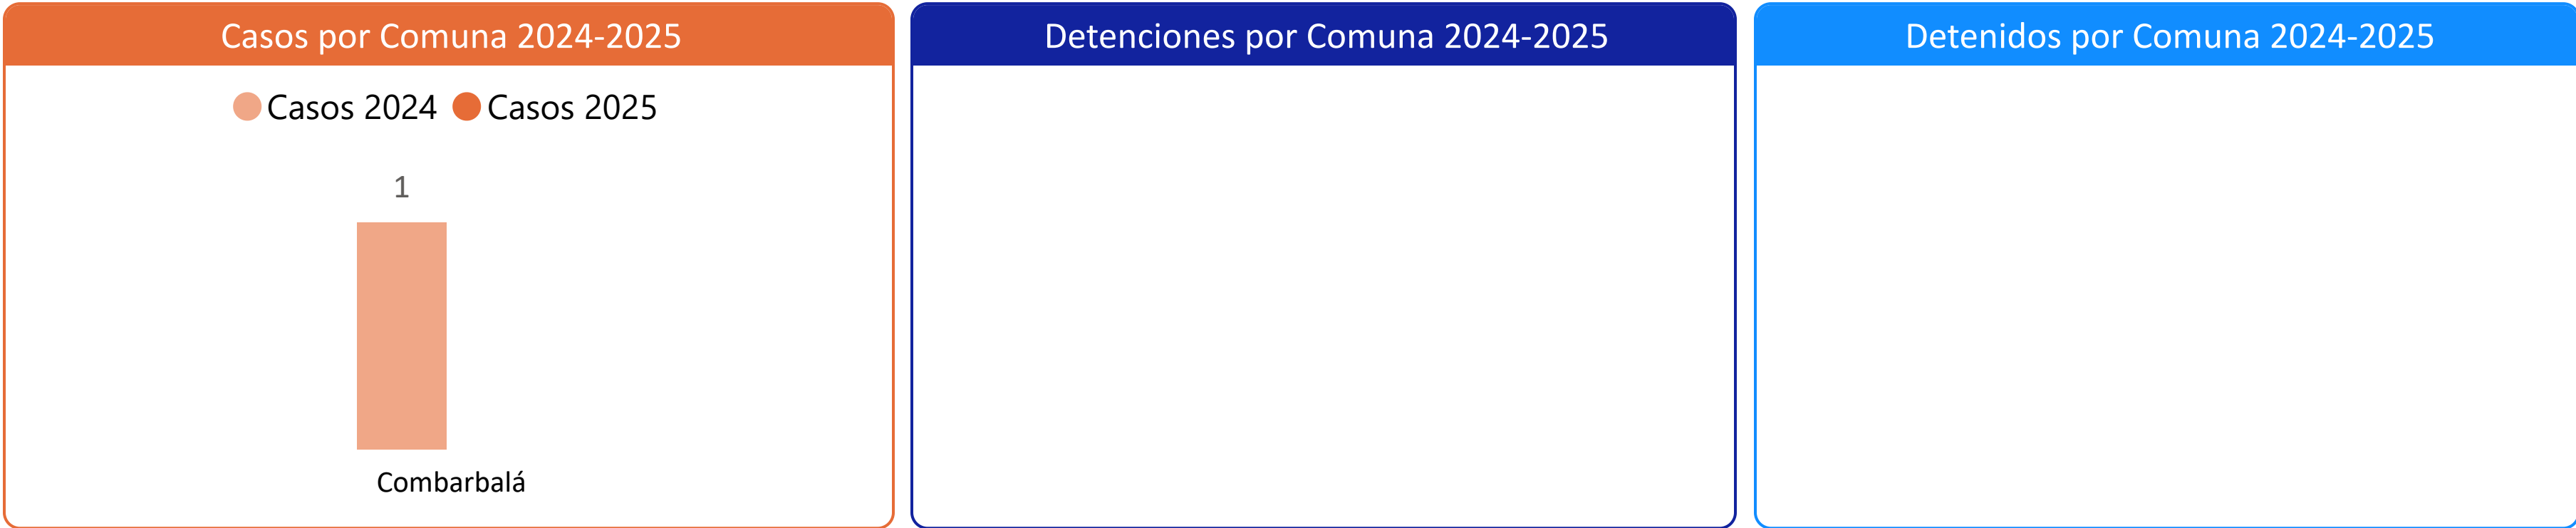 Casos por Comuna 2024-2025
Casos 2024 Casos 2025
1
Combarbalá
Detenciones por Comuna 2024-2025
Detenidos por Comuna 2024-2025